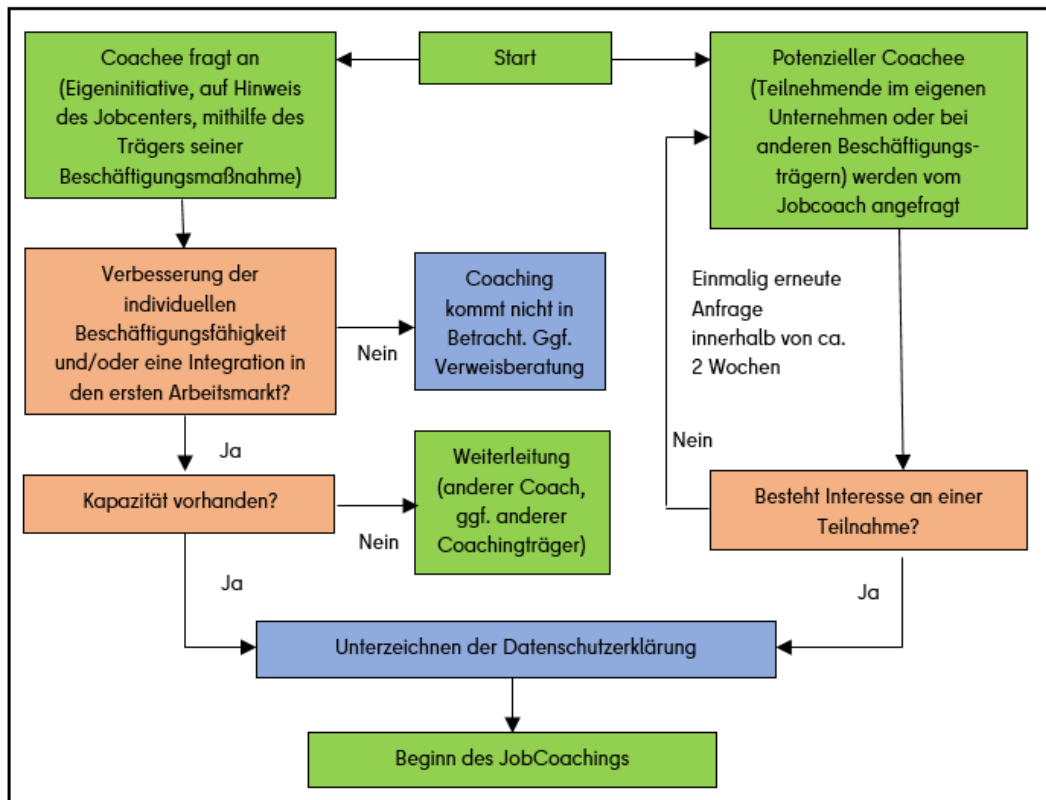 Coachee fragt an
(Eigeninitiative, auf Hinweis
des Jobcenters, mithilfe des
Trägers seiner
Beschäftigungsmaßnahme)
Start
Potenzieller Coachee
(Teilnehmende im eigenen
Unternehmen oder bei
anderen Beschäftigungs-
trägern) werden vom
Jobcoach angefragt
Verbesserung der
individuellen
Beschäftigungsfähigkeit
und/oder eine Integration in
den ersten Arbeitsmarkt?
Nein
Coaching
kommt nicht in
Betracht. Ggf.
Verweisberatung
Einmalig erneute
Anfrage
innerhalb von ca.
2 Wochen
Ja
Kapazität vorhanden?
Nein
Weiterleitung
(anderer Coach,
ggf. anderer
Coachingträger)
Nein
Besteht Interesse an einer
Teilnahme?
Ja
Ja
Unterzeichnen der Datenschutzerklärung
Beginn des JobCoachings